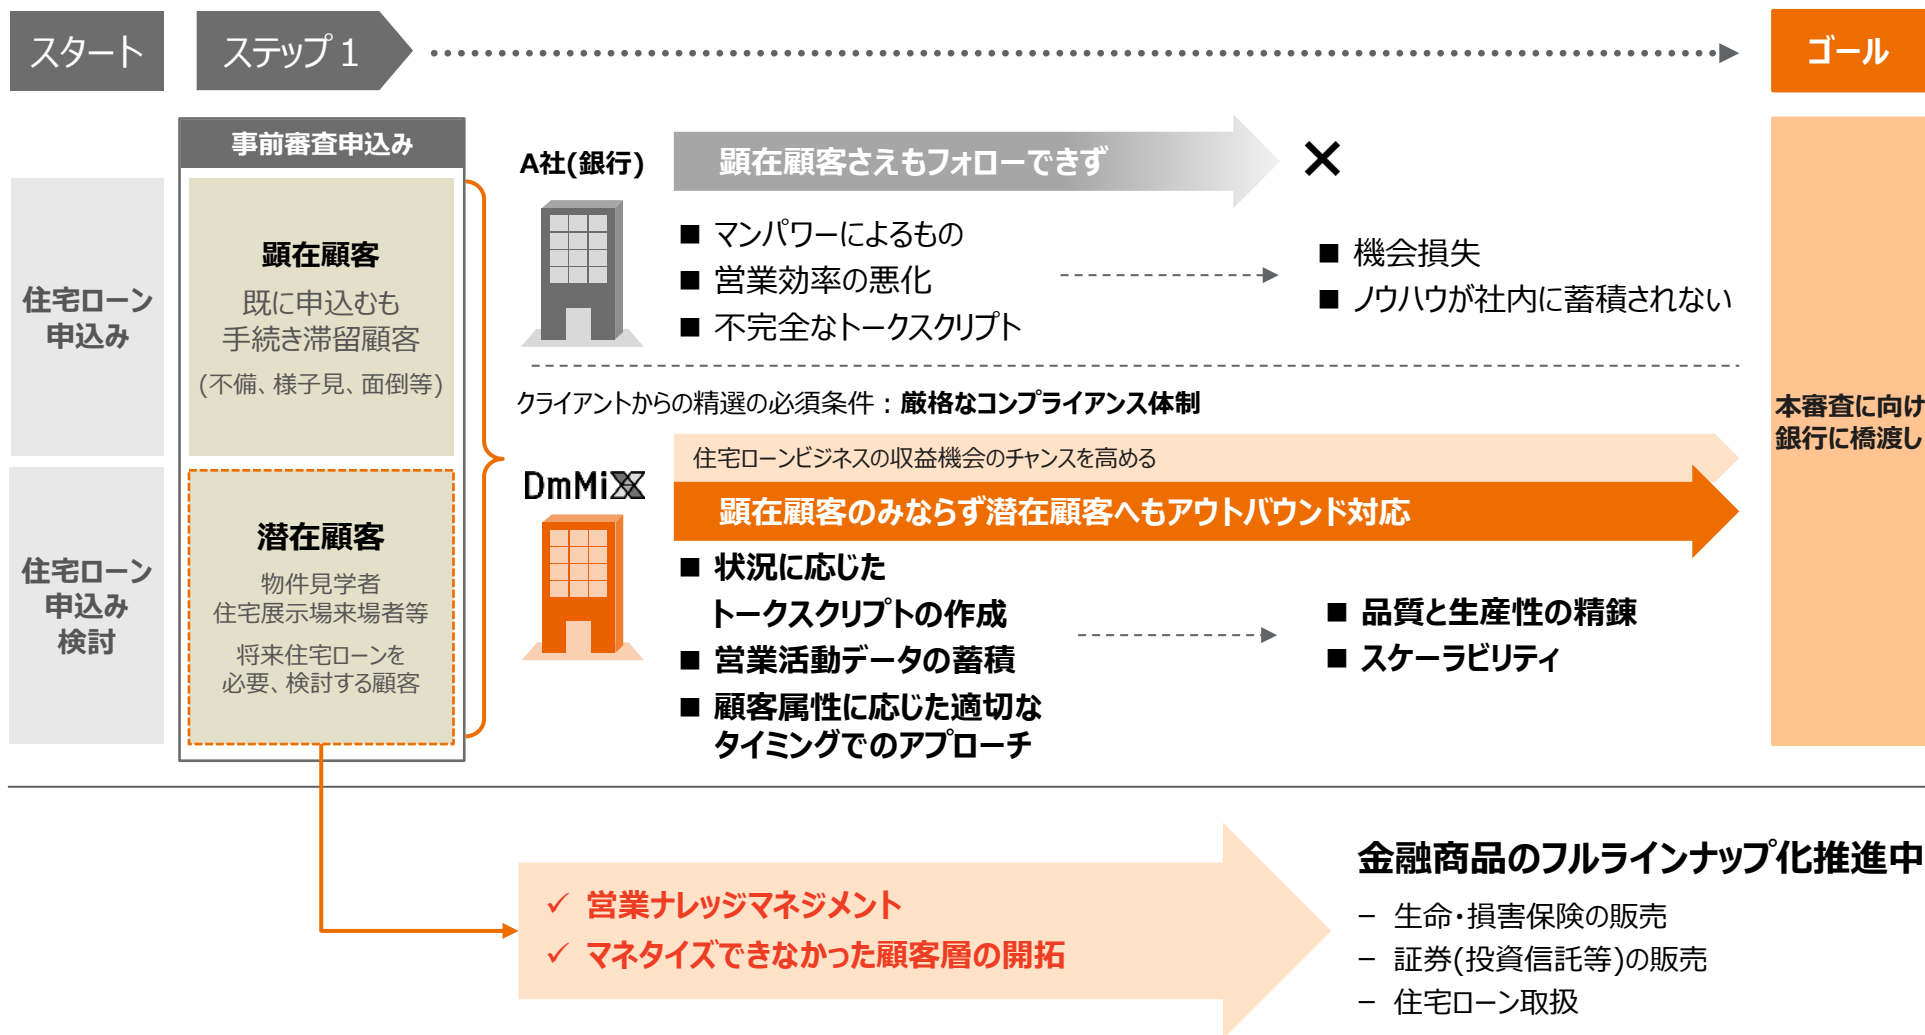 スタート
ステップ1
ゴール
事前審査申込み
住宅ローン
申込み
顕在顧客
既に申込むも
手続き滞留顧客
(不備、様子見、面倒等)
住宅ローン
申込み
検討
潜在顧客
物件見学者
住宅展示場来場者等
将来住宅ローンを
必要、検討する顧客
A社(銀行)
顕在顧客さえもフォローできず
×
■ マンパワーによるもの
■ 営業効率の悪化
■ 不完全なトークスクリプト
■ 機会損失
■ ノウハウが社内に蓄積されない
クライアントからの精選の必須条件：厳格なコンプライアンス体制
住宅ローンビジネスの収益機会のチャンスを高める
DmMiX
顕在顧客のみならず潜在顧客へもアウトバウンド対応
■ 状況に応じた
トークスクリプトの作成
■ 営業活動データの蓄積
■ 顧客属性に応じた適切な
タイミングでのアプローチ
■ 品質と生産性の精錬
■ スケーラビリティ
本審査に向け
銀行に橋渡し
✓ 営業ナレッジマネジメント
✓ マネタイズできなかった顧客層の開拓
金融商品のフルラインナップ化推進中
− 生命・損害保険の販売
− 証券(投資信託等)の販売
− 住宅ローン取扱